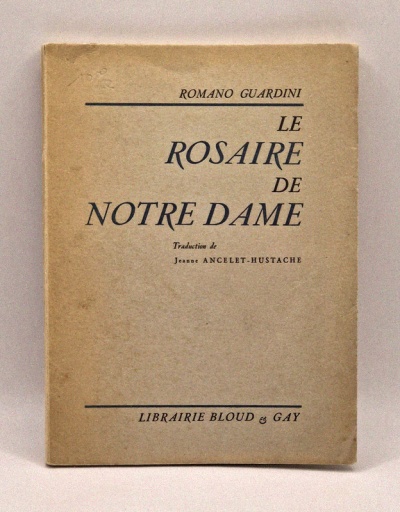 ROMANO GUARDINI
LE
ROSAIRE
DE
NOTRE DAME
Traduction de
Jeanne ANCELET-HUSTACHE
LIBRAIRIE BLOUD & GAY